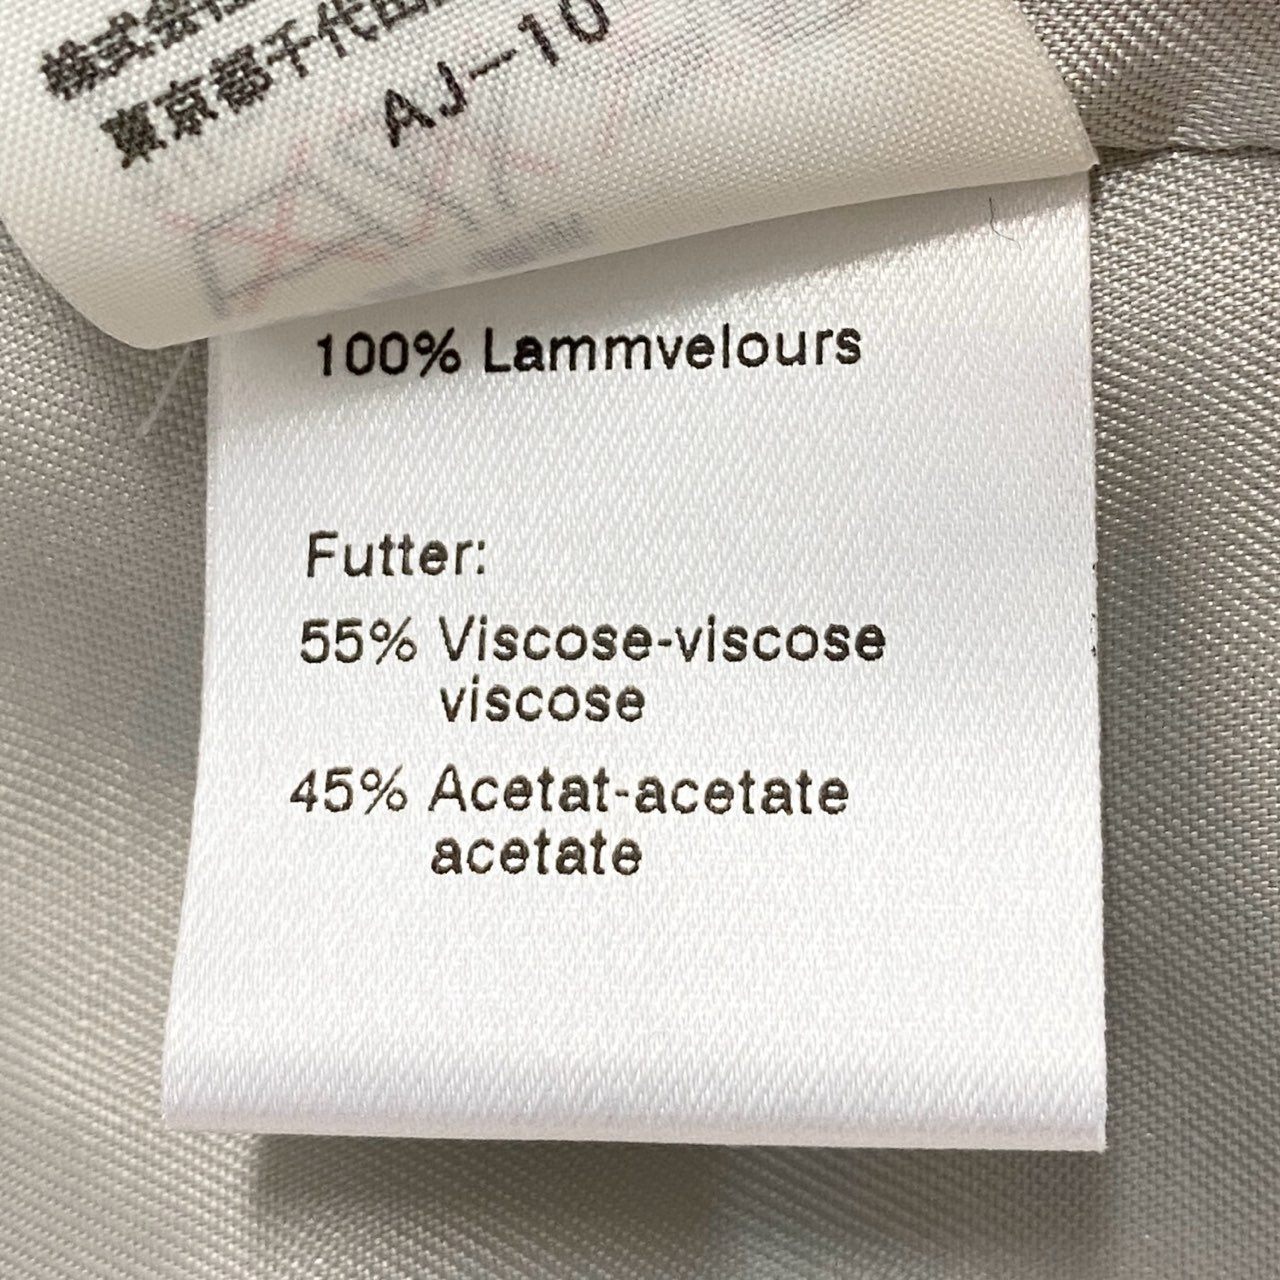 株式会社
東京都千代田
AJ-10
100% Lammvelours
Futter:
55% Viscose-viscose
viscose
45% Acetat-acetate
acetate